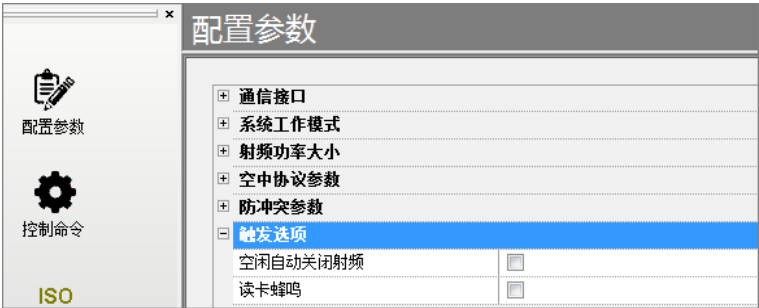 配置参数
配置参数
控制命令
ISO
通信接口
系统工作模式
射频功率大小
空中协议参数
防冲突参数
触发选项
空闲自动关闭射频
读卡蜂鸣